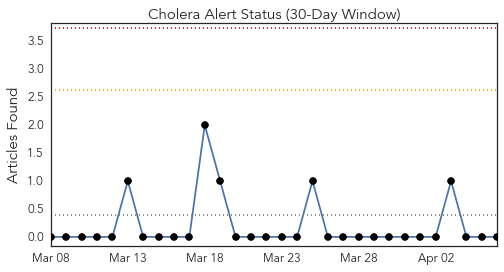 Cholera Alert Status (30-Day Window)
Articles Found
3.5
3.0
2.5
2.0
1.5
1.0
0.5
0.0
Mar 08 Mar 13 Mar 18 Mar 23 Mar 28 Apr 02